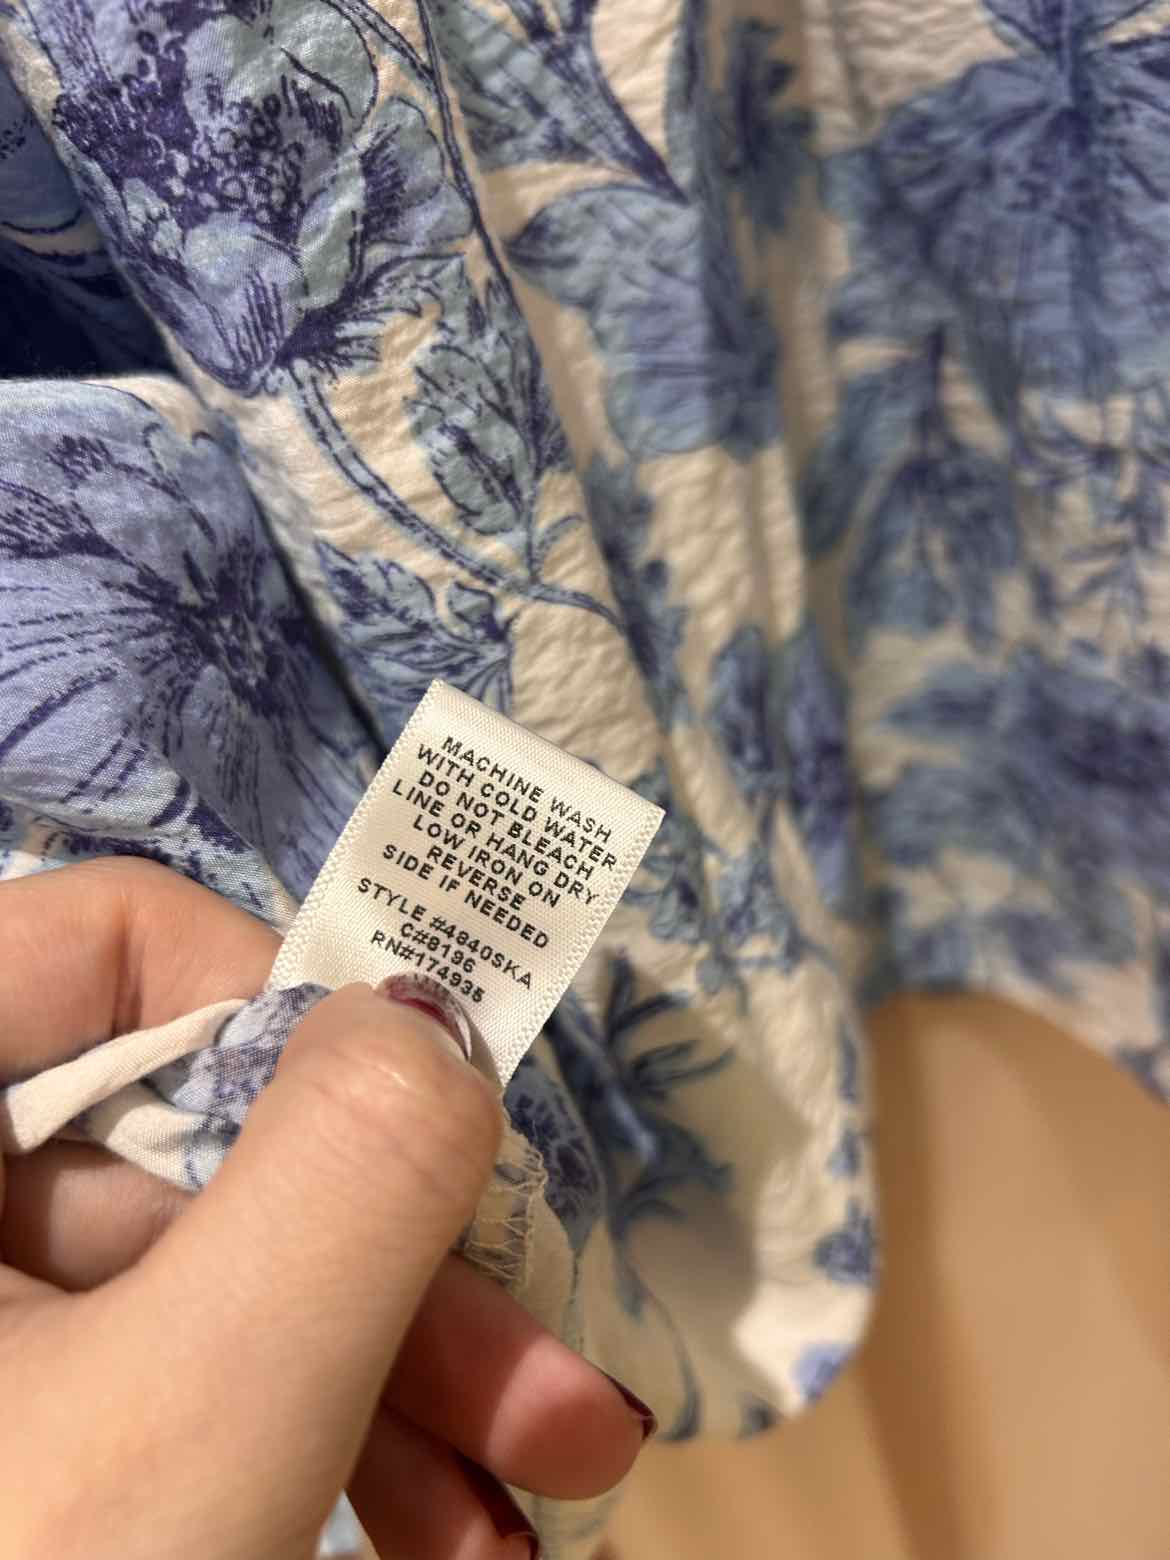 MACHINE WASH
WITH COLD WATER
DO NOT BLEACH
LINE OR HANG DRY
LOW IRON ON
REVERSE
SIDE IF NEEDED
STYLE #4840SKA
C#8196
RN#174935